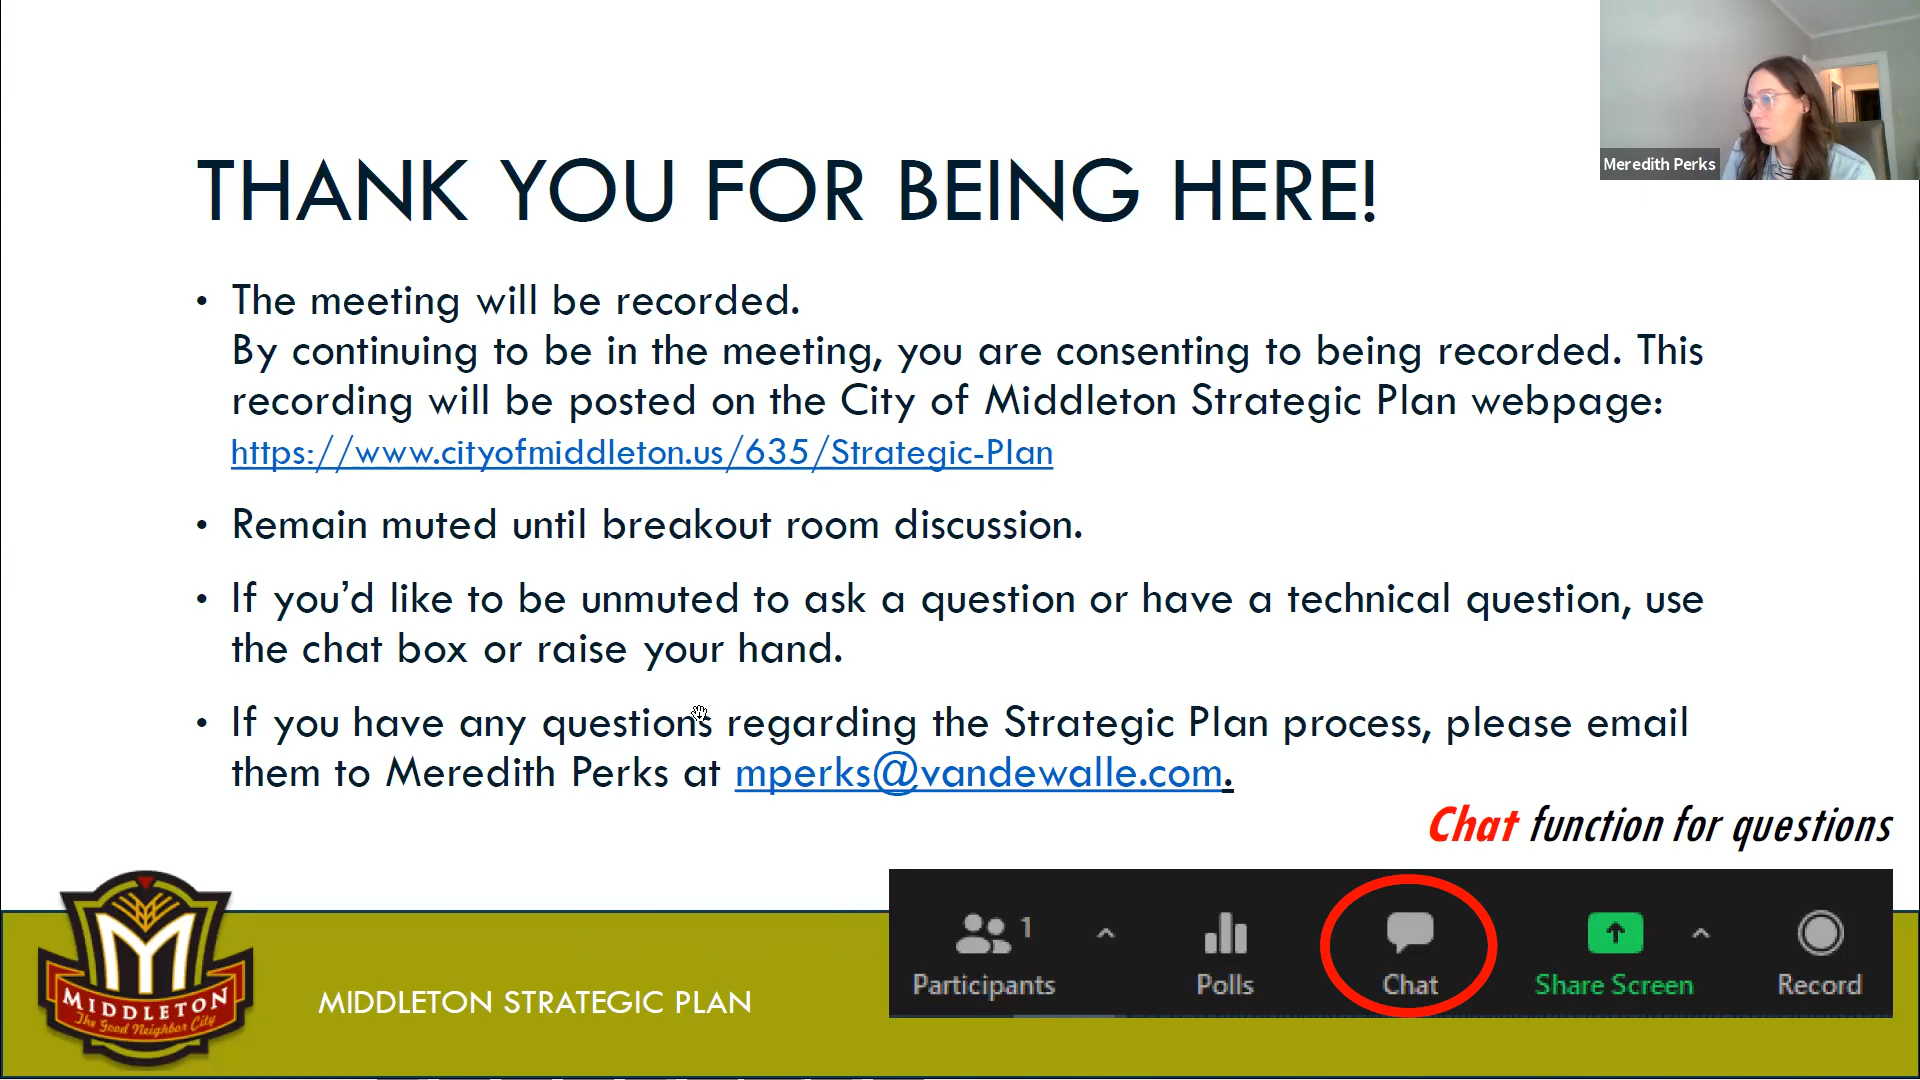 Meredith Perks
THANK YOU FOR BEING HERE!
• The meeting will be recorded.
By continuing to be in the meeting, you are consenting to being recorded. This
recording will be posted on the City of Middleton Strategic Plan webpage:
https://www.cityofmiddleton.us/635/Strategic-Plan
• Remain muted until breakout room discussion.
• If you’d like to be unmuted to ask a question or have a technical question, use
the chat box or raise your hand.
• If you have any questions regarding the Strategic Plan process, please email
them to Meredith Perks at mperks@vandewalle.com.
Chat function for questions
1
Participants Polls Chat Share Screen Record
M
MIDDLETON
The Good Neighbor City
MIDDLETON STRATEGIC PLAN